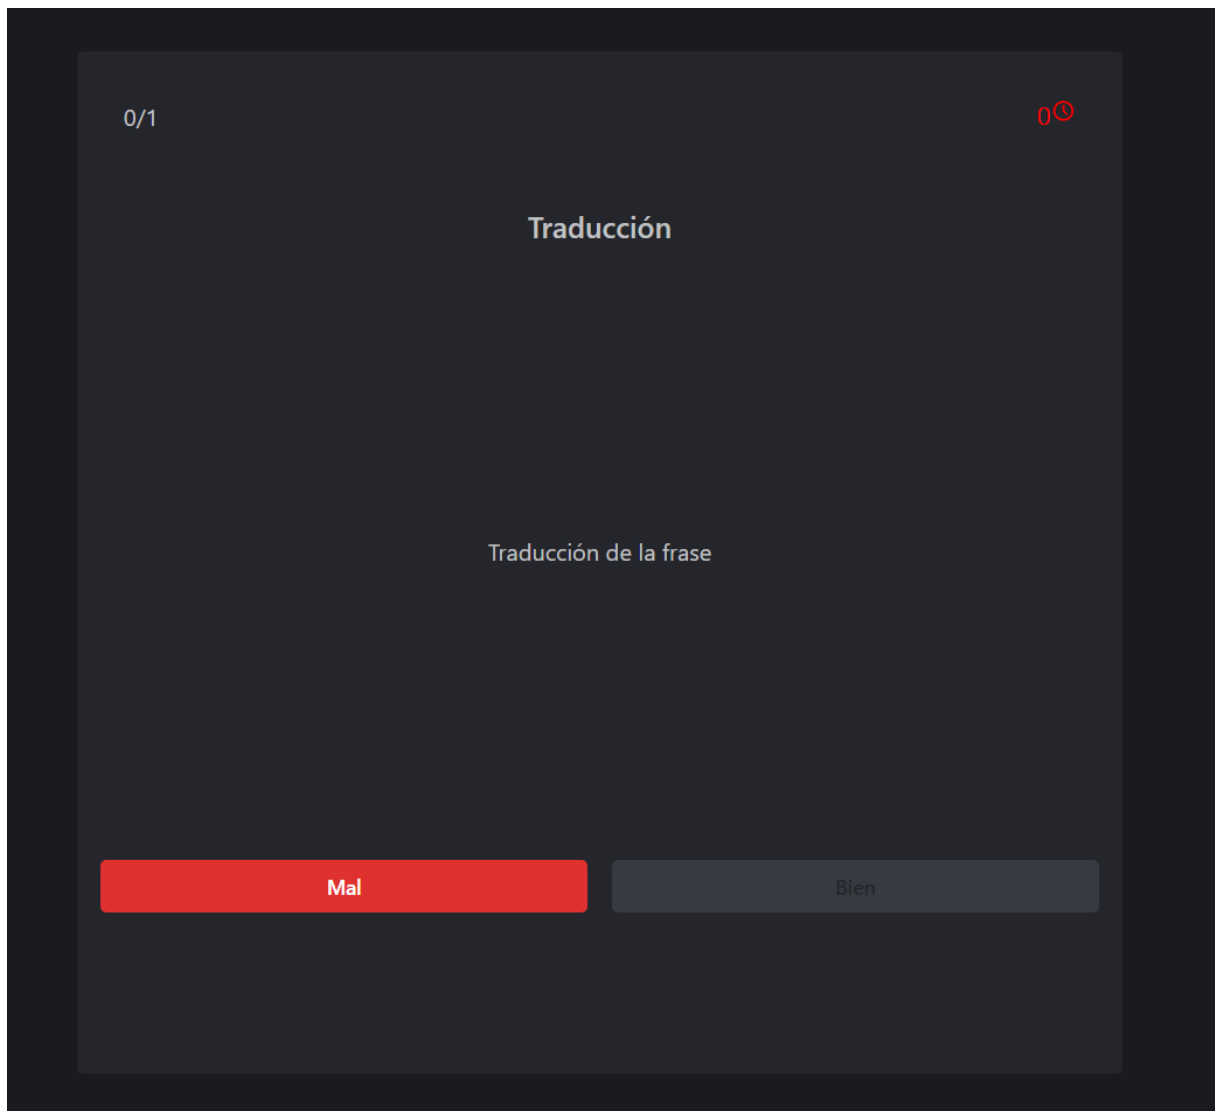 0/1
0
Traducción
Traducción de la frase
Mal
Bien